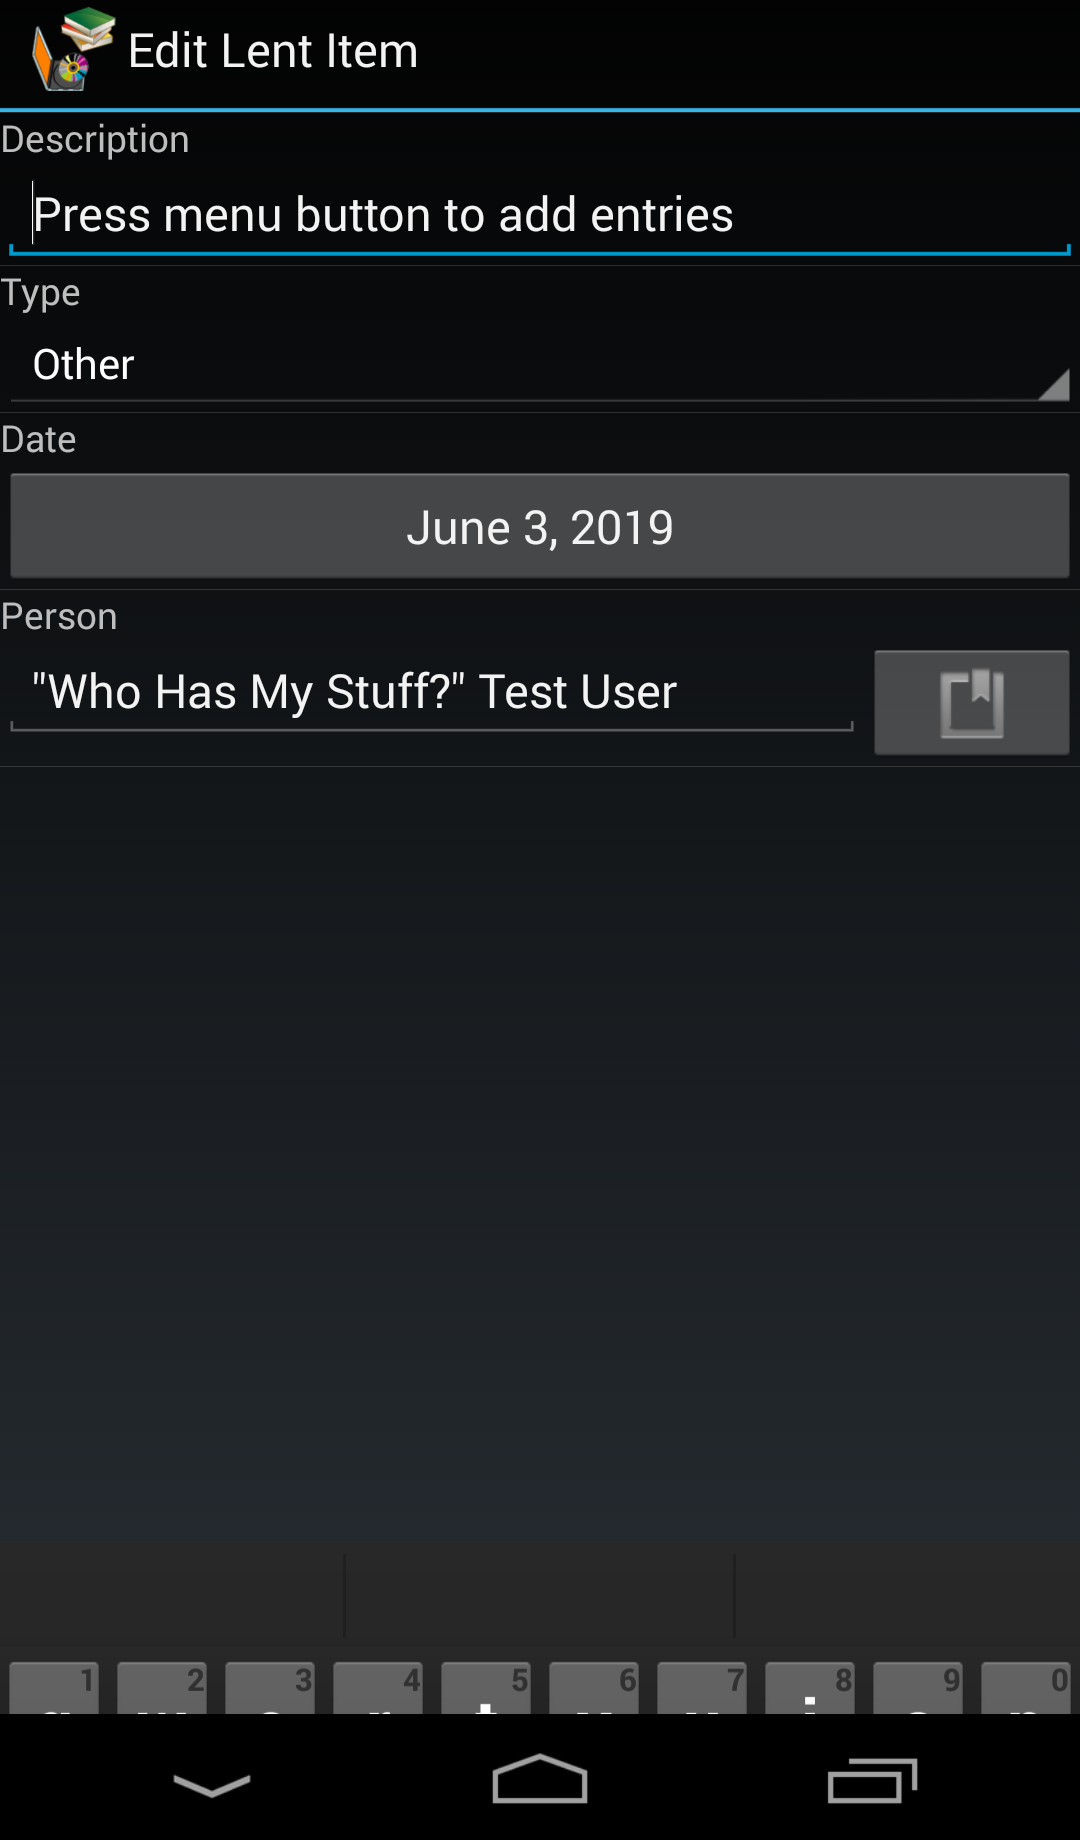 Edit Lent Item
Description
Press menu button to add entries
Type
Other
Date
June 3, 2019
Person
"Who Has My Stuff?" Test User
1 2 3 4 5 6 7 8 9 0